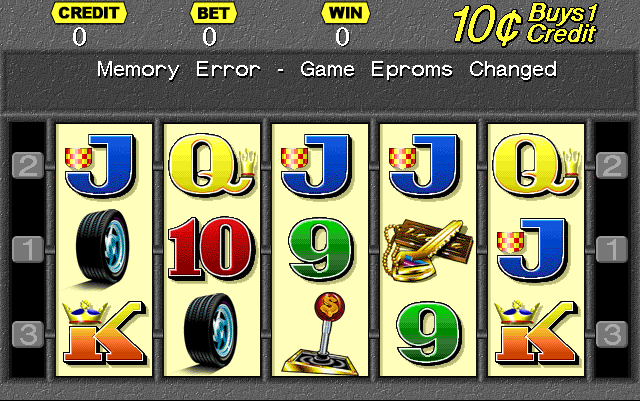 CREDIT BET WIN 10¢ Buys 1
0 0 0 Credit
Memory Error - Game Eproms Changed
2 J Q J J Q 2
1 10 9 J 1
3 K $ 9 K 3